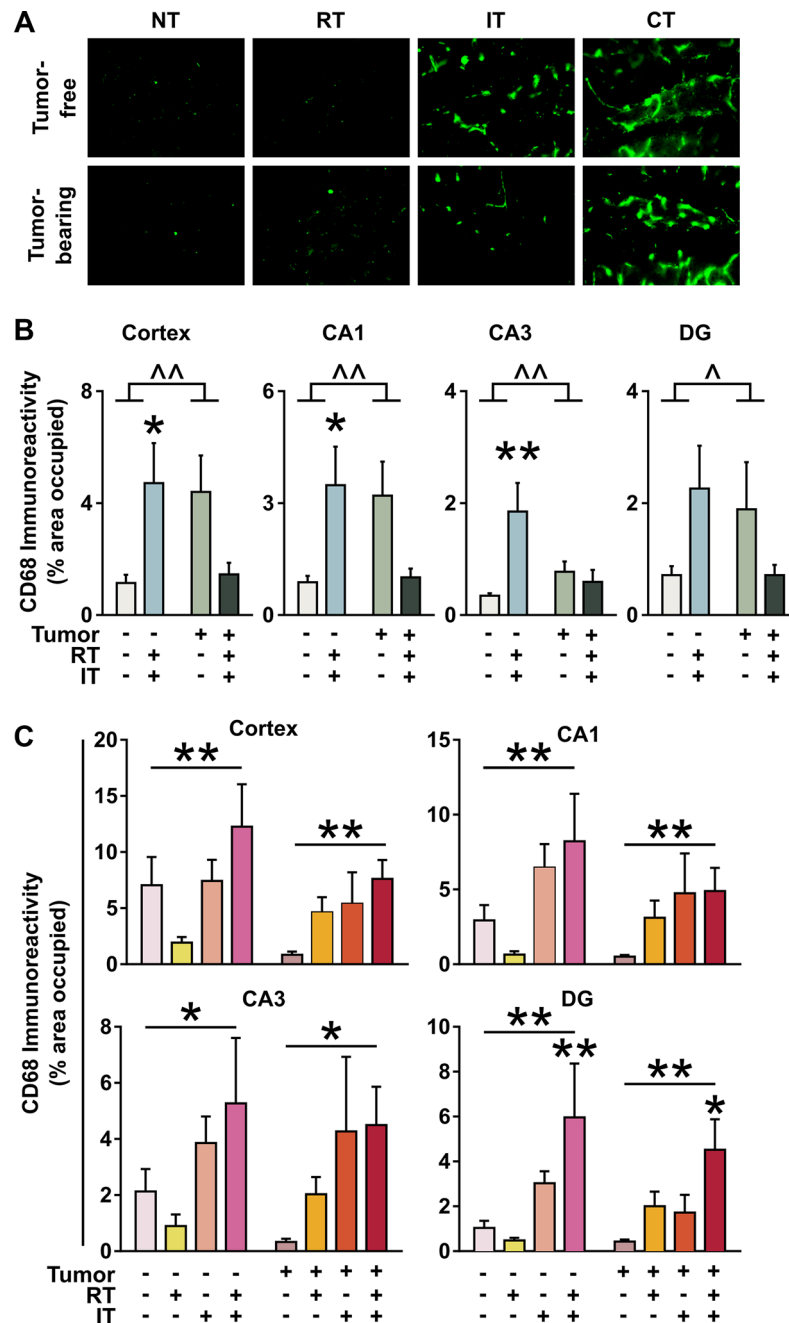 A
NT RT IT CT
Tumor-
free
Tumor-
bearing
B
Cortex CA1 CA3 DG
CD68 Immunoreactivity
(% area occupied)
^^ ^^ ^^ ^
* * **
8 6 4 4
4 3 2 2
0 0 0 0
Tumor - - + + - - + + - - + + - - + +
RT - + - + - + - + - + - + - + - +
IT - + - + - + - + - + - + - + - +
C
Cortex CA1
CD68 Immunoreactivity
(% area occupied)
20 15
** ** ** **
15 10
10 5
5
0 0
CA3 DG
8 10
* * ** ** ** *
6 8
4 6
2 4
2
0 0
Tumor - - - - + + + + - - - - + + + +
RT - + - + - + - + - + - + - + - +
IT - - + + - - + + - - + + - - + +